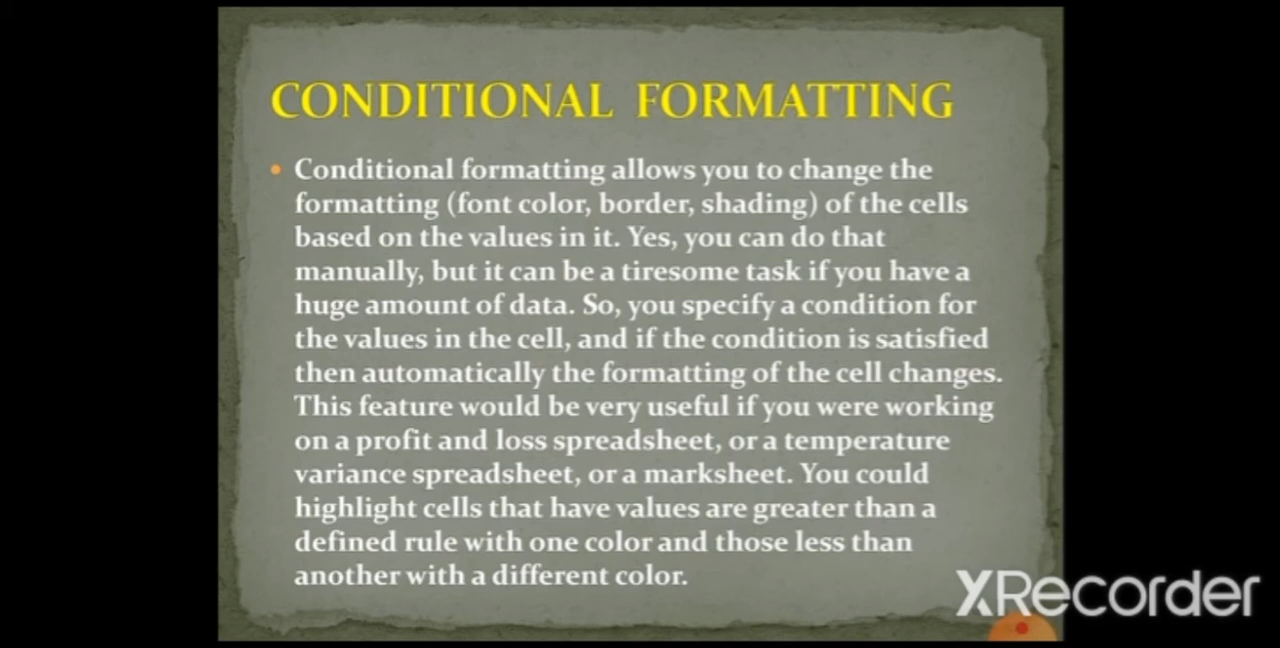 CONDITIONAL FORMATTING
• Conditional formatting allows you to change the
formatting (font color, border, shading) of the cells
based on the values in it. Yes, you can do that
manually, but it can be a tiresome task if you have a
huge amount of data. So, you specify a condition for
the values in the cell, and if the condition is satisfied
then automatically the formatting of the cell changes.
This feature would be very useful if you were working
on a profit and loss spreadsheet, or a temperature
variance spreadsheet, or a marksheet. You could
highlight cells that have values are greater than a
defined rule with one color and those less than
another with a different color.
XRecorder